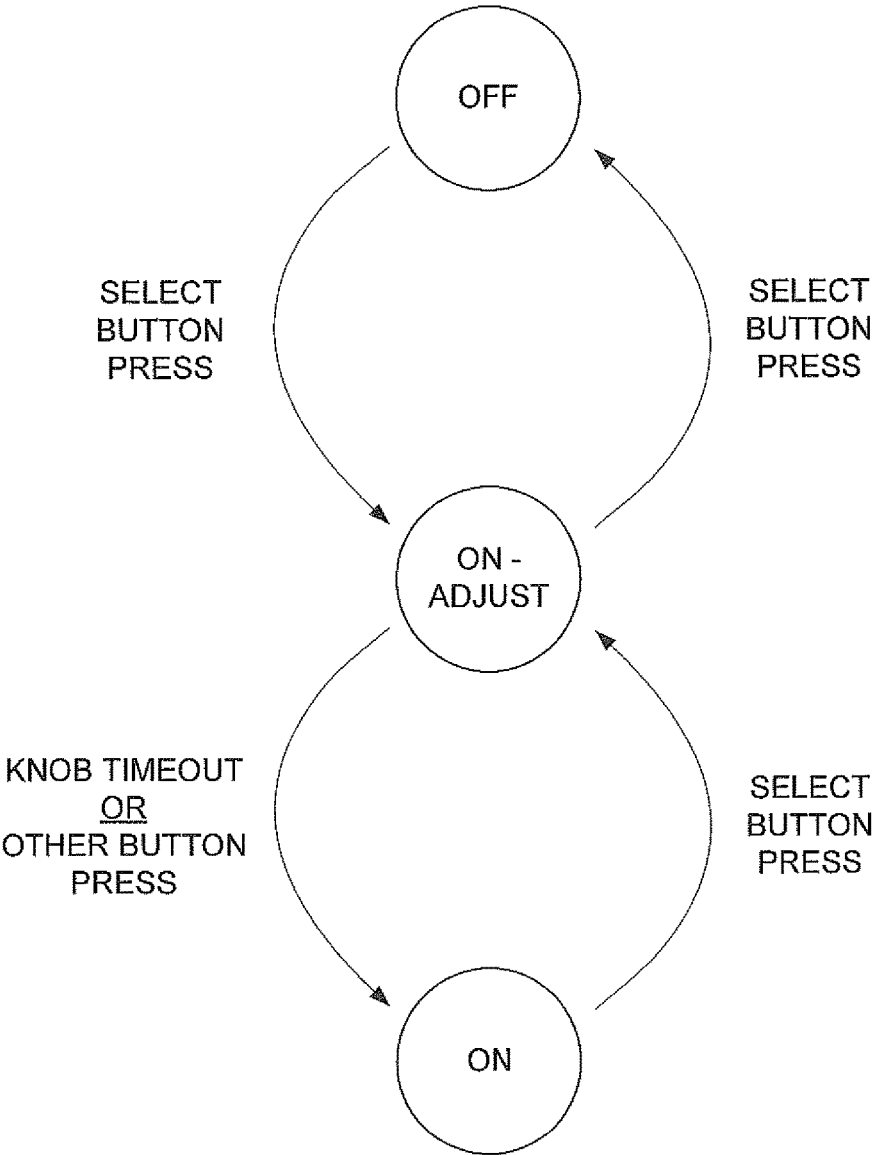 OFF
SELECT
BUTTON
PRESS
SELECT
BUTTON
PRESS
ON -
ADJUST
KNOB TIMEOUT
OR
OTHER BUTTON
PRESS
SELECT
BUTTON
PRESS
ON